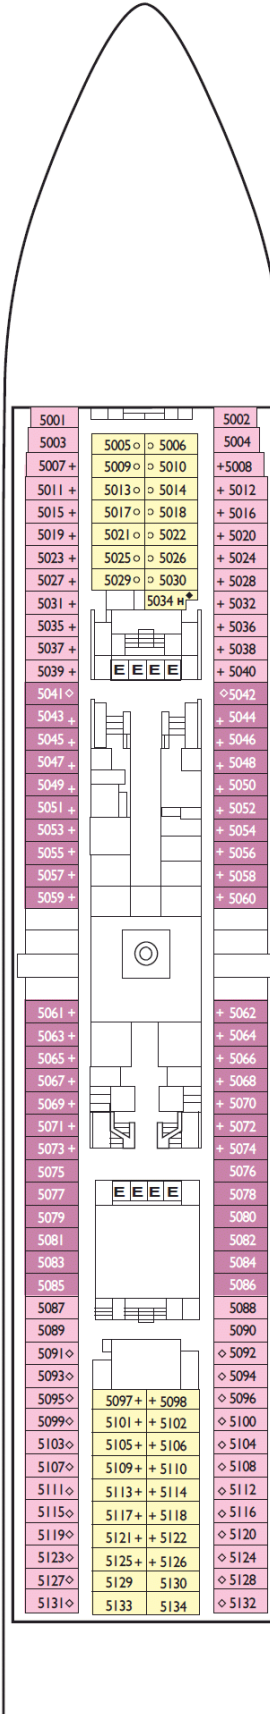 5001 5002
5003 5005○ ○ 5006 5004
5007 + 5009○ ○ 5010 +5008
5011 + 5013○ ○ 5014 + 5012
5015 + 5017○ ○ 5018 + 5016
5019 + 5021○ ○ 5022 + 5020
5023 + 5025○ ○ 5026 + 5024
5027 + 5029○ ○ 5030 + 5028
5031 + 5034 H ◆ + 5032
5035 + + 5036
5037 + + 5038
5039 + E E E E + 5040
5041◇ ◇5042
5043 + + 5044
5045 + + 5046
5047 + + 5048
5049 + + 5050
5051 + + 5052
5053 + + 5054
5055 + + 5056
5057 + + 5058
5059 + + 5060
5061 + + 5062
5063 + + 5064
5065 + + 5066
5067 + + 5068
5069 + + 5070
5071 + + 5072
5073 + + 5074
5075 5076
5077 E E E E 5078
5079 5080
5081 5082
5083 5084
5085 5086
5087 5088
5089 5090
5091◇ ◇ 5092
5093◇ ◇ 5094
5095◇ 5097 + + 5098 ◇ 5096
5099◇ 5101 + + 5102 ◇ 5100
5103◇ 5105 + + 5106 ◇ 5104
5107◇ 5109 + + 5110 ◇ 5108
5111◇ 5113 + + 5114 ◇ 5112
5115◇ 5117 + + 5118 ◇ 5116
5119◇ 5121 + + 5122 ◇ 5120
5123◇ 5125 + + 5126 ◇ 5124
5127◇ 5129 5130 ◇ 5128
5131◇ 5133 5134 ◇ 5132